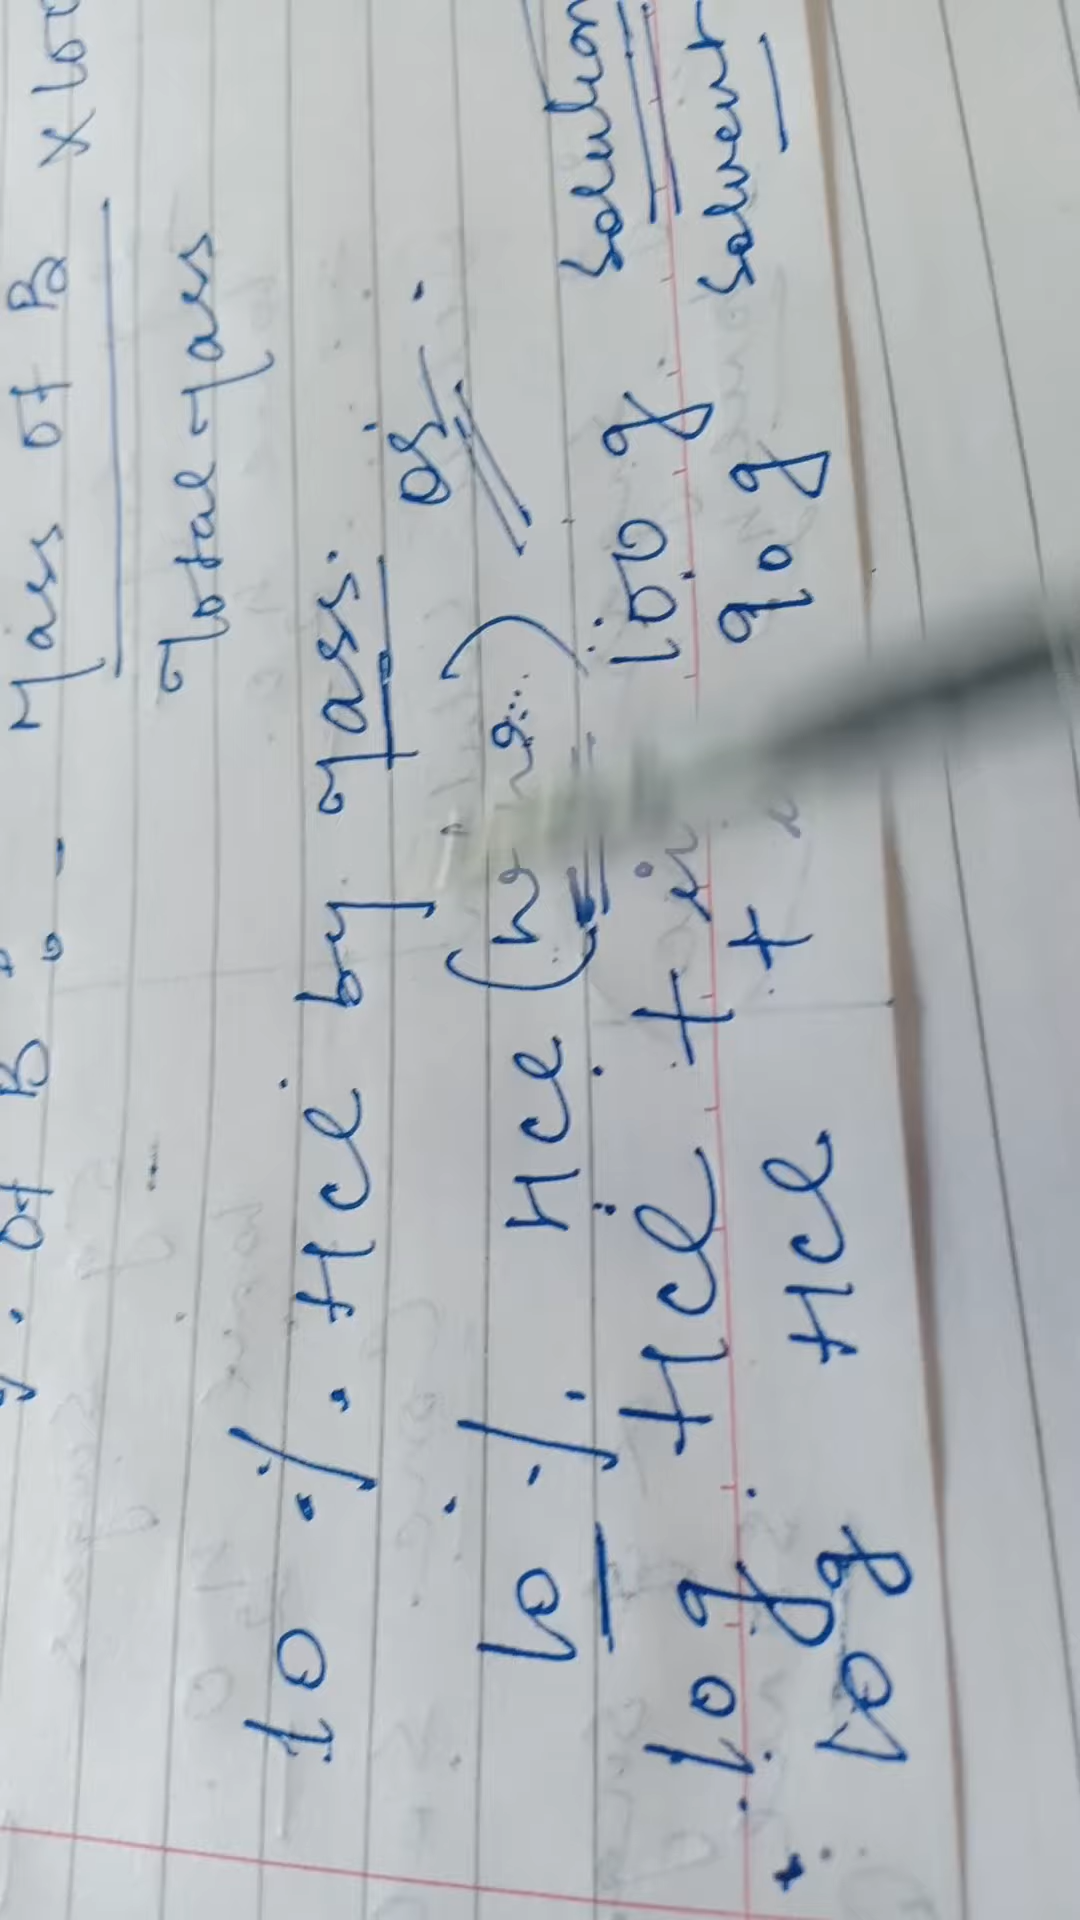 % of B -
Mass of B × 100
Total Mass
10 % HCl by Mass.
or
10 % HCl (w
10 g HCl + in 100 g Solution
10 g HCl + 90 g Solvent